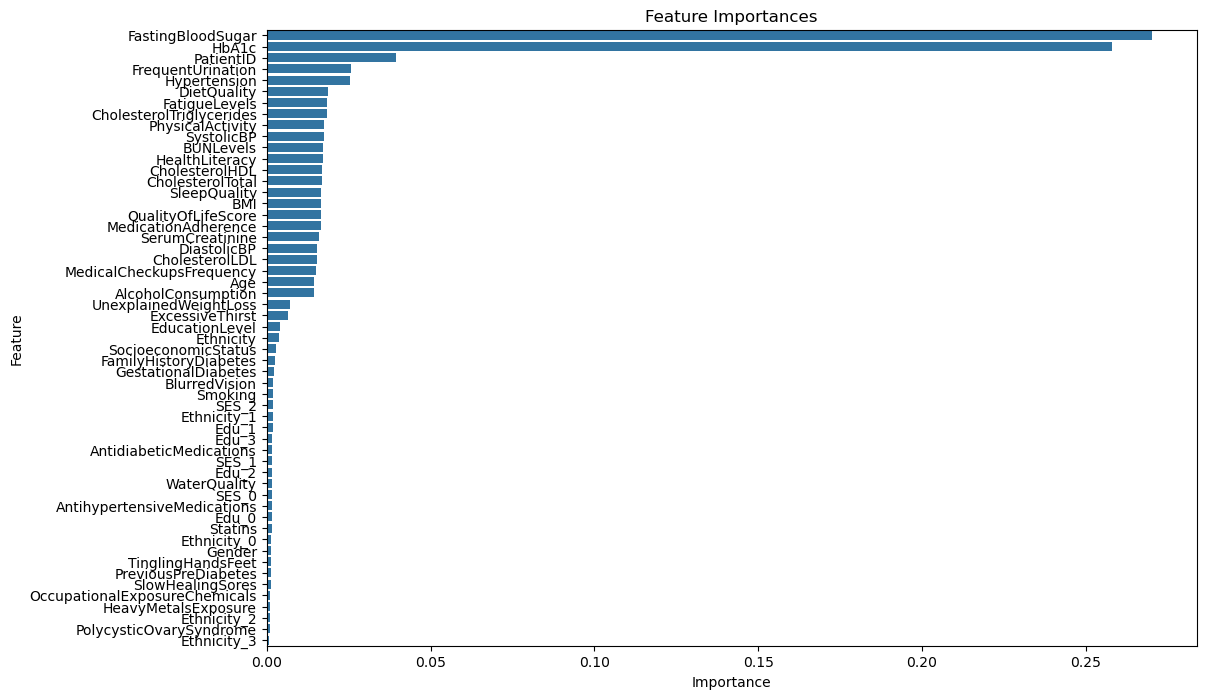 Feature Importances
FastingBloodSugar
HbA1c
PatientID
FrequentUrination
Hypertension
DietQuality
FatigueLevels
CholesterolTriglycerides
PhysicalActivity
SystolicBP
BUNLevels
HealthLiteracy
CholesterolHDL
CholesterolTotal
SleepQuality
BMI
QualityOfLifeScore
MedicationAdherence
SerumCreatinine
DiastolicBP
CholesterolLDL
MedicalCheckupsFrequency
Age
AlcoholConsumption
UnexplainedWeightLoss
ExcessiveThirst
EducationLevel
Ethnicity
SocioeconomicStatus
FamilyHistoryDiabetes
GestationalDiabetes
BlurredVision
Smoking
SES_2
Ethnicity_1
Edu_1
Edu_3
AntidiabeticMedications
SES_1
Edu_2
WaterQuality
SES_0
AntihypertensiveMedications
Edu_0
Statins
Ethnicity_0
Gender
TinglingHandsFeet
PreviousPreDiabetes
SlowHealingSores
OccupationalExposureChemicals
HeavyMetalsExposure
Ethnicity_2
PolycysticOvarySyndrome
Ethnicity_3
Feature
0.00 0.05 0.10 0.15 0.20 0.25
Importance